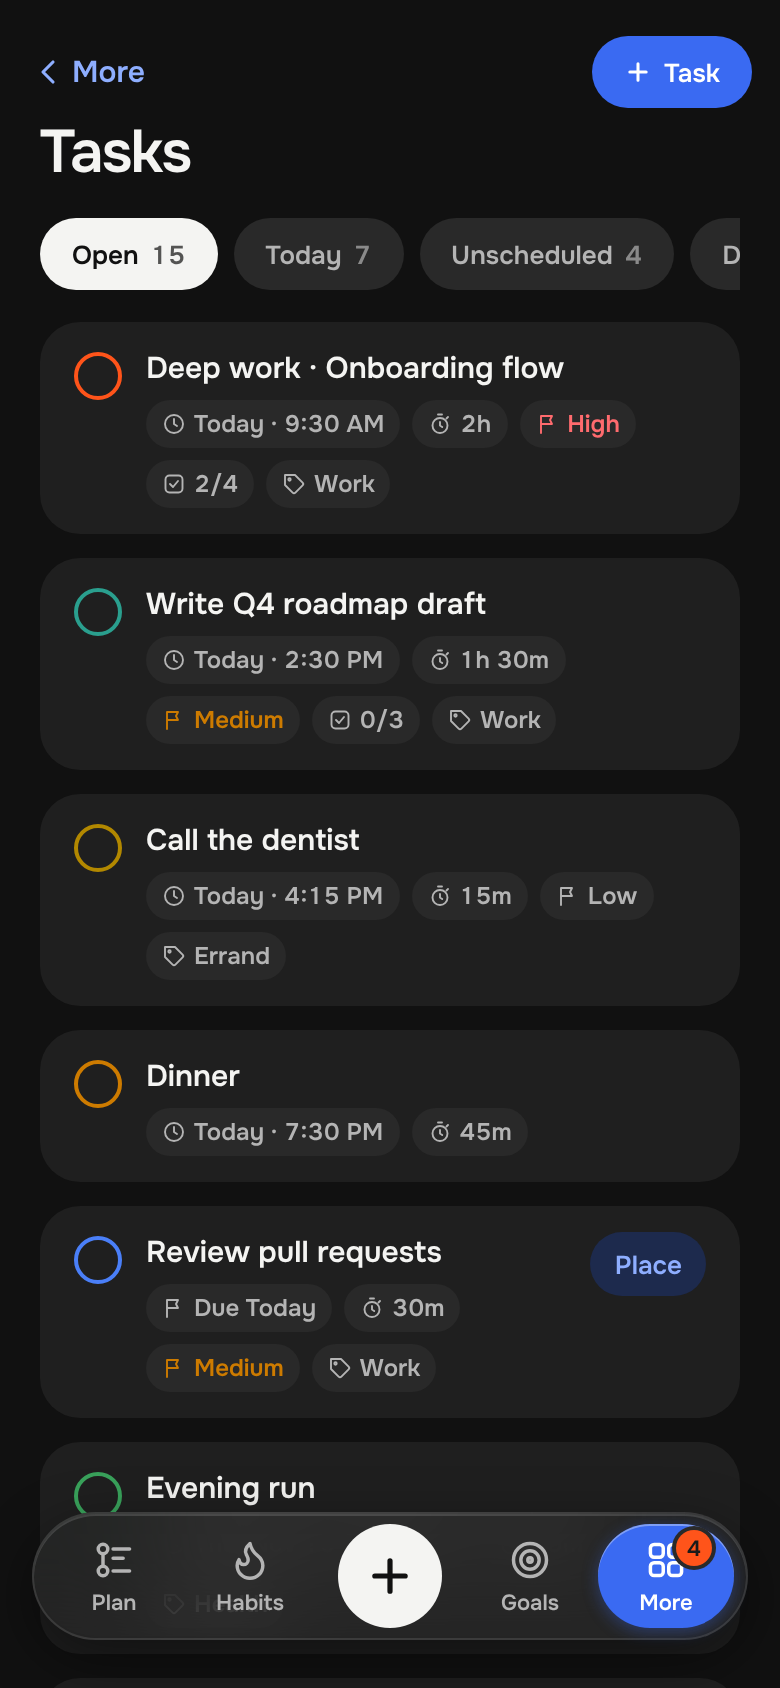 More
+ Task
Tasks
Open 15 Today 7 Unscheduled 4 D
Deep work · Onboarding flow
Today · 9:30 AM 2h High
2/4 Work
Write Q4 roadmap draft
Today · 2:30 PM 1h 30m
Medium 0/3 Work
Call the dentist
Today · 4:15 PM 15m Low
Errand
Dinner
Today · 7:30 PM 45m
Review pull requests Place
Due Today 30m
Medium Work
Evening run
4
Plan Habits Goals More